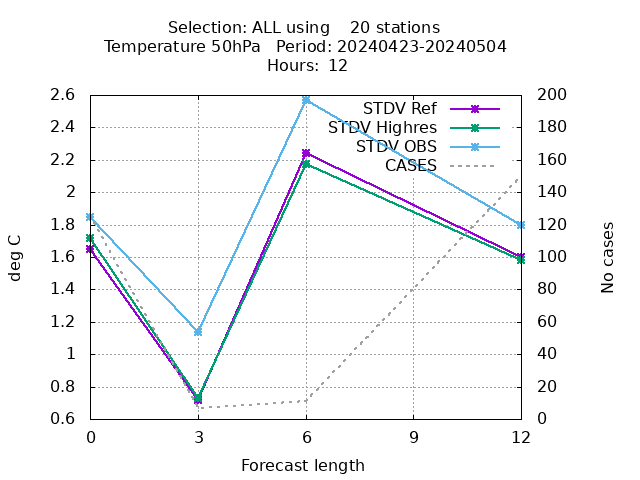 Selection: ALL using    20 stations
Temperature 50hPa   Period: 20240423-20240504
Hours:  12
STDV Ref
STDV Highres
STDV OBS
CASES
2.6
2.4
2.2
2
1.8
1.6
1.4
1.2
1
0.8
0.6
200
180
160
140
120
100
80
60
40
20
0
0 3 6 9 12
deg C
No cases
Forecast length